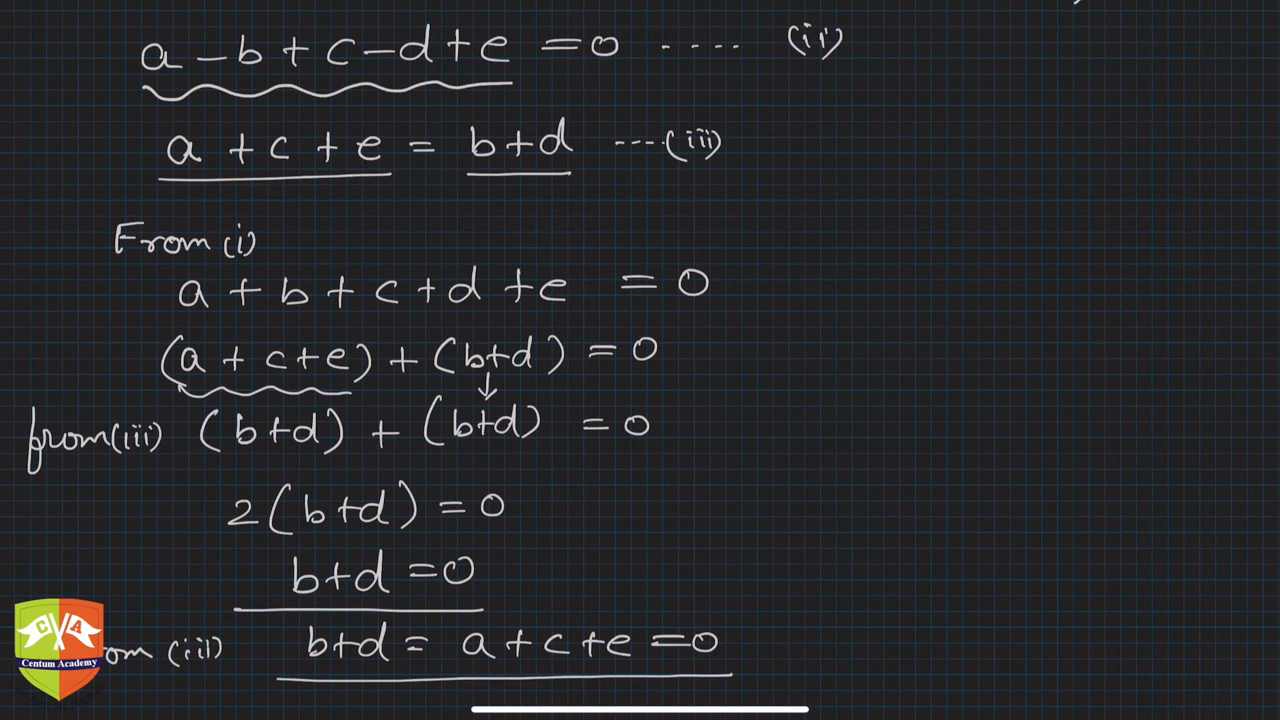 a - b + c - d + e = 0 ..... (ii)
a + c + e = b + d ....(iii)
From (i)
a + b + c + d + e = 0
(a + c + e) + (b + d) = 0
from (iii) (b + d) + (b + d) = 0
2 (b + d) = 0
b + d = 0
om (iii) b + d = a + c + e = 0
C A
Centum Academy